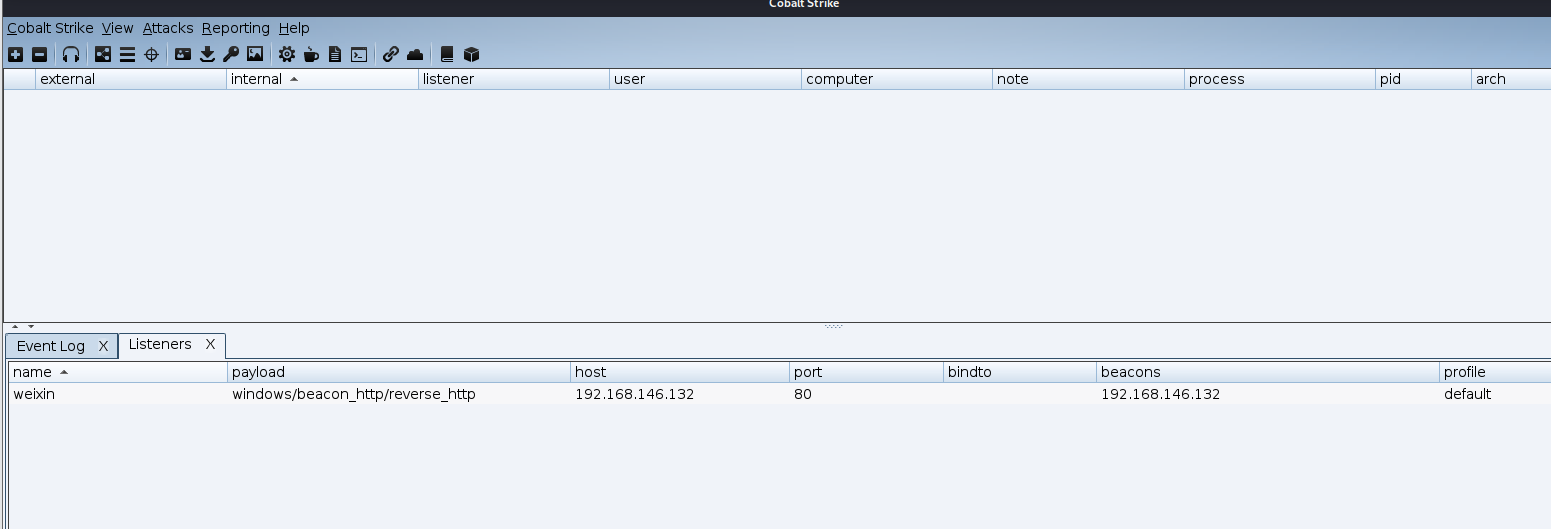 Cobalt Strike
Cobalt Strike View Attacks Reporting Help
external internal listener user computer note process pid arch
Event Log X Listeners X
name payload host port bindto beacons profile
weixin windows/beacon_http/reverse_http 192.168.146.132 80 192.168.146.132 default